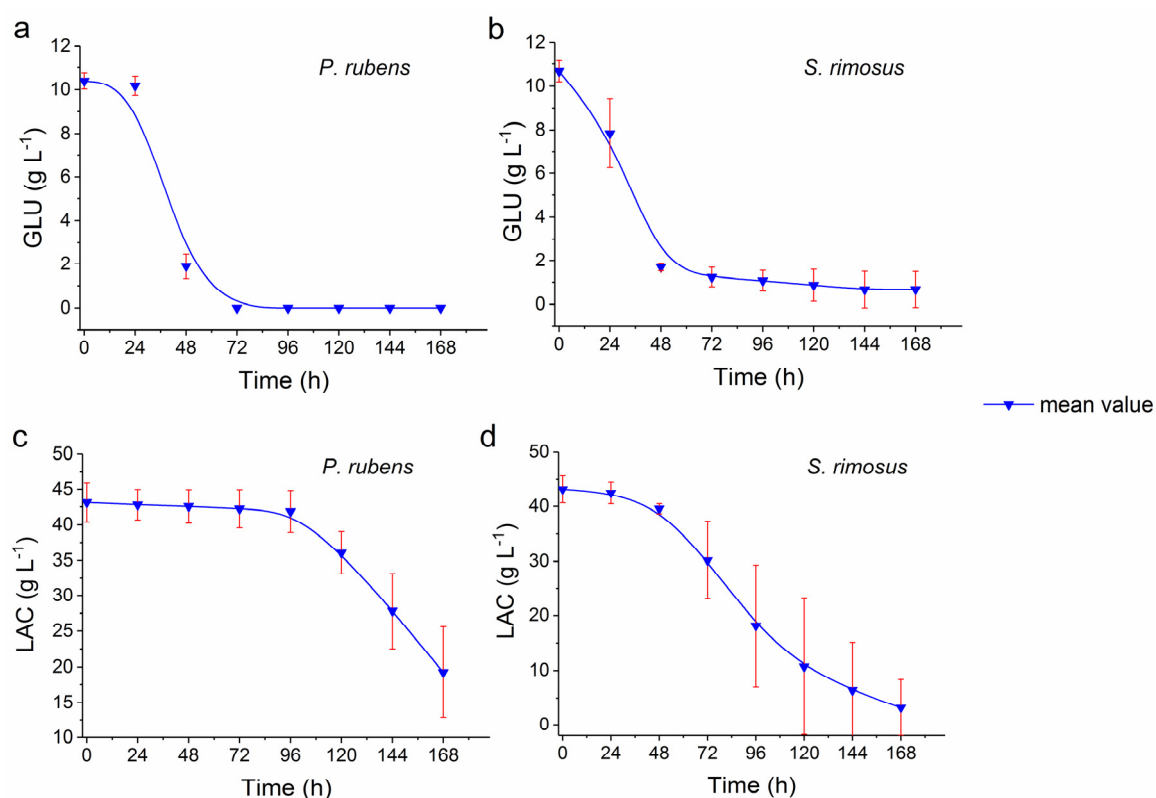 a
P. rubens
12
10
8
6
4
2
0
GLU (g L⁻¹)
0 24 48 72 96 120 144 168
Time (h)
b
S. rimosus
12
10
8
6
4
2
0
GLU (g L⁻¹)
0 24 48 72 96 120 144 168
Time (h)
mean value
c
P. rubens
50
45
40
35
30
25
20
15
10
LAC (g L⁻¹)
0 24 48 72 96 120 144 168
Time (h)
d
S. rimosus
50
40
30
20
10
0
LAC (g L⁻¹)
0 24 48 72 96 120 144 168
Time (h)